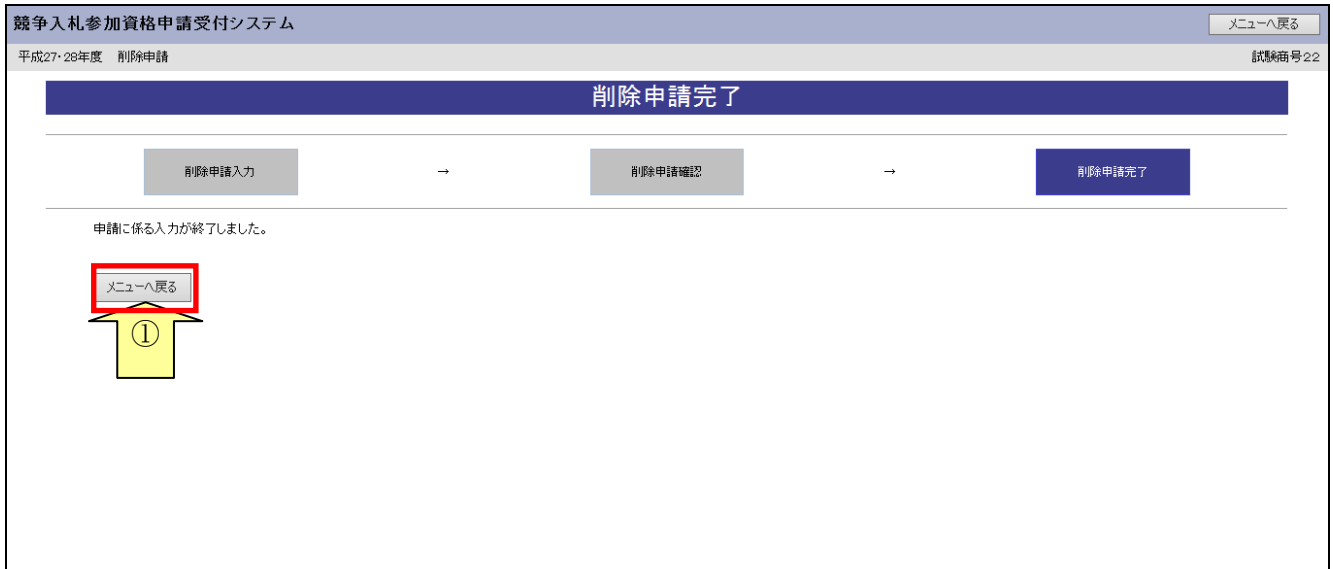 競争入札参加資格申請受付システム
メニューへ戻る
平成27・28年度 削除申請
試験商号22
削除申請完了
削除申請入力 → 削除申請確認 → 削除申請完了
申請に係る入力が終了しました。
メニューへ戻る
①